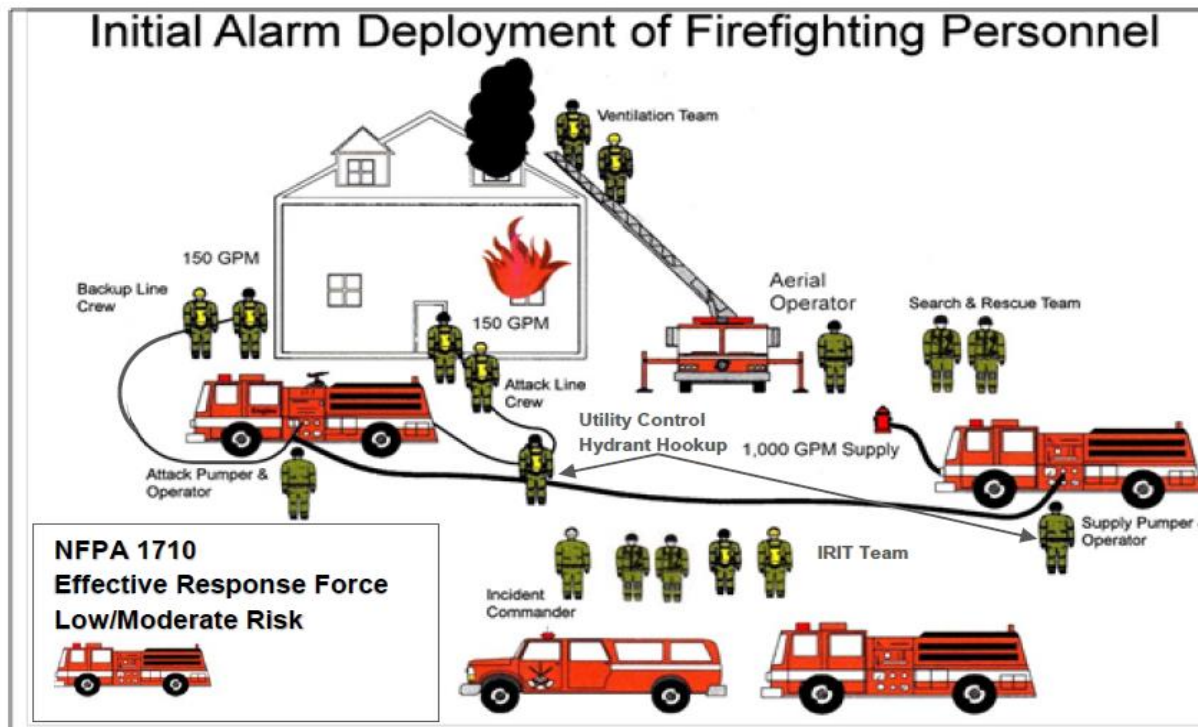 Initial Alarm Deployment of Firefighting Personnel
Ventilation Team
150 GPM
Backup Line
Crew
150 GPM
Attack Line
Crew
Aerial
Operator
Search & Rescue Team
Utility Control
Hydrant Hookup
1,000 GPM Supply
Engine
Attack Pumper &
Operator
Supply Pumper &
Operator
IRIT Team
Incident
Commander
NFPA 1710
Effective Response Force
Low/Moderate Risk